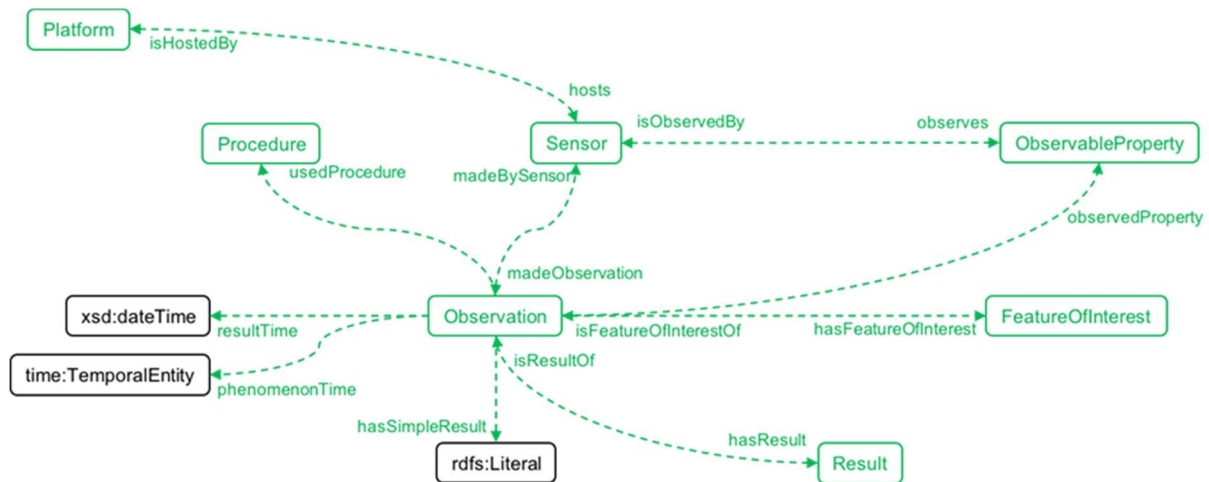 Platform
isHostedBy
hosts
Procedure
Sensor
isObservedBy
observes
ObservableProperty
usedProcedure
madeBySensor
observedProperty
madeObservation
xsd:dateTime
resultTime
Observation
isFeatureOfInterestOf
hasFeatureOfInterest
FeatureOfInterest
time:TemporalEntity
phenomenonTime
isResultOf
hasSimpleResult
hasResult
rdfs:Literal
Result